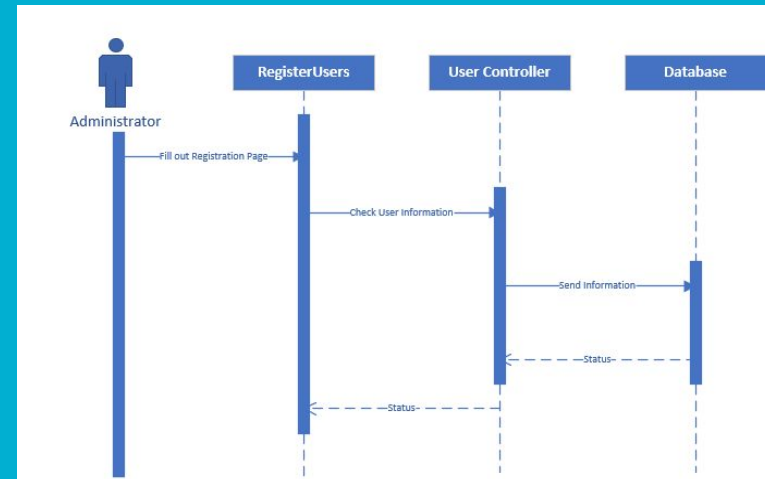 RegisterUsers
User Controller
Database
Administrator
Fill out Registration Page
Check User Information
Send Information
Status
Status